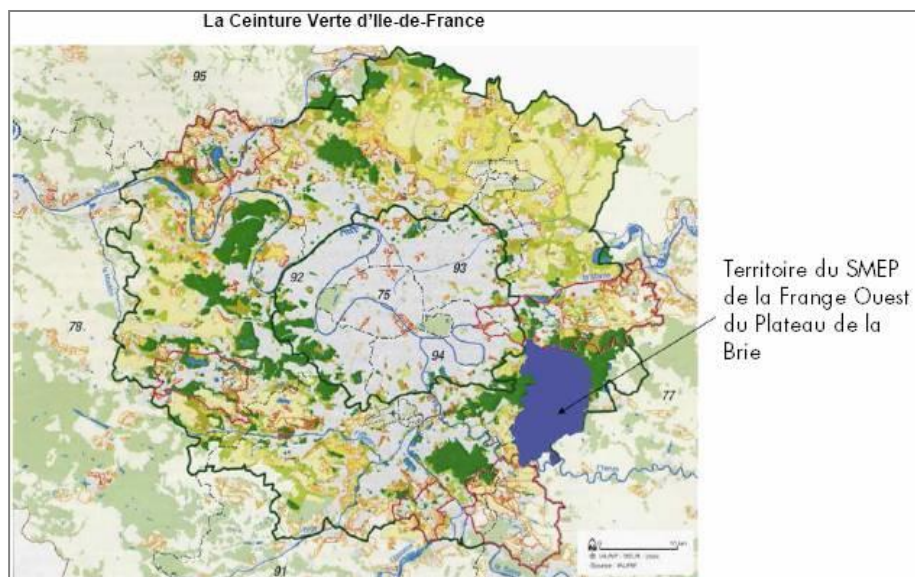 La Ceinture Verte d'Ile-de-France
95
92
93
75
94
78
77
91
Territoire du SMEP
de la Frange Ouest
du Plateau de la
Brie